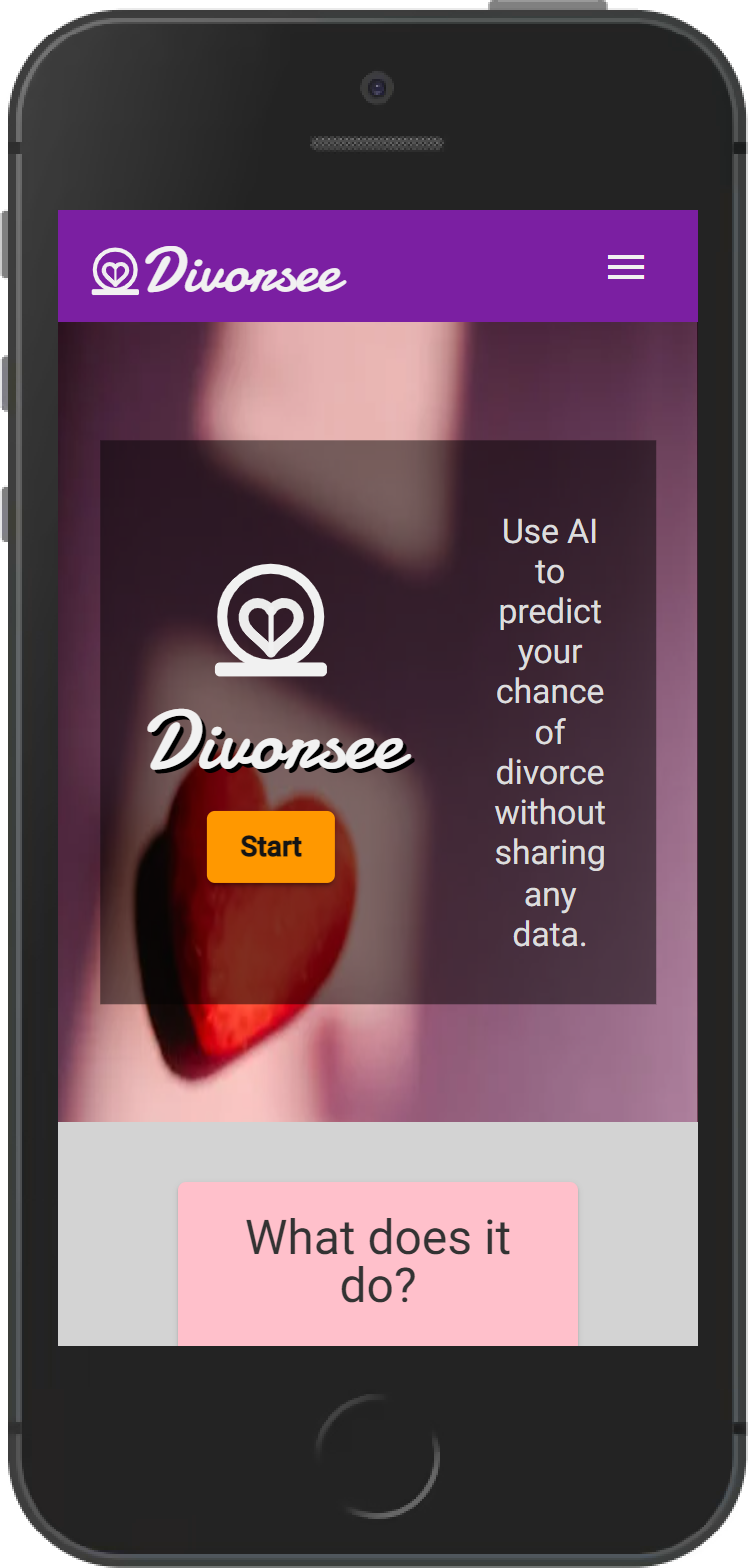 Divorsee
Divorsee
Start
Use AI
to
predict
your
chance
of
divorce
without
sharing
any
data.
What does it
do?